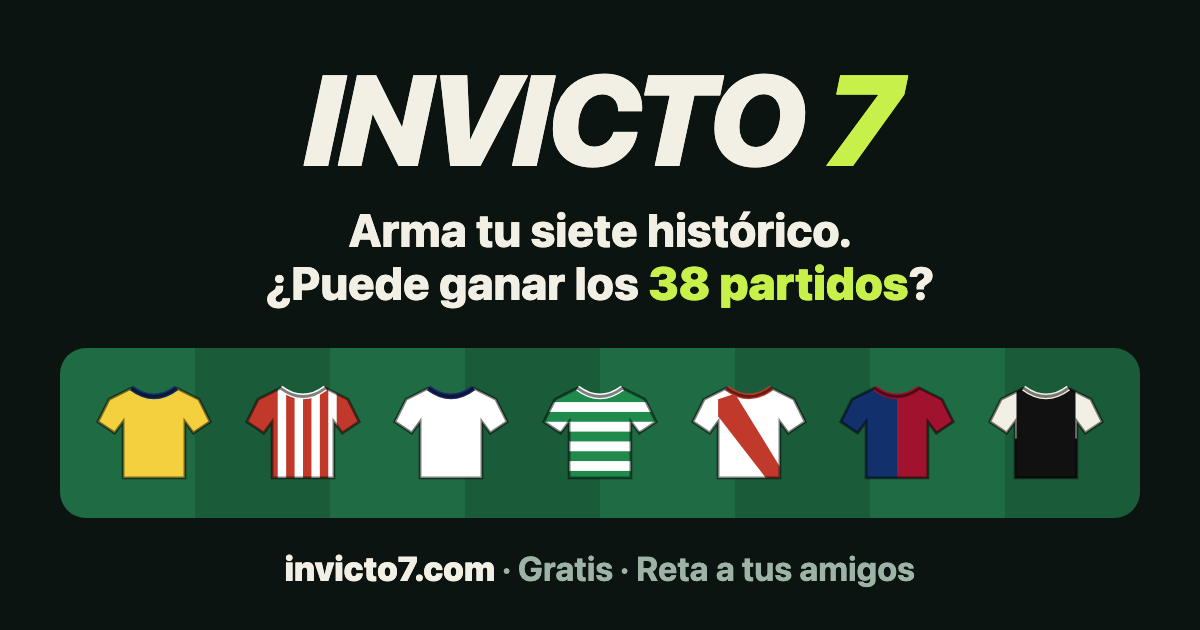 INVICTO 7
Arma tu siete histórico.
¿Puede ganar los 38 partidos?
invicto7.com · Gratis · Reta a tus amigos